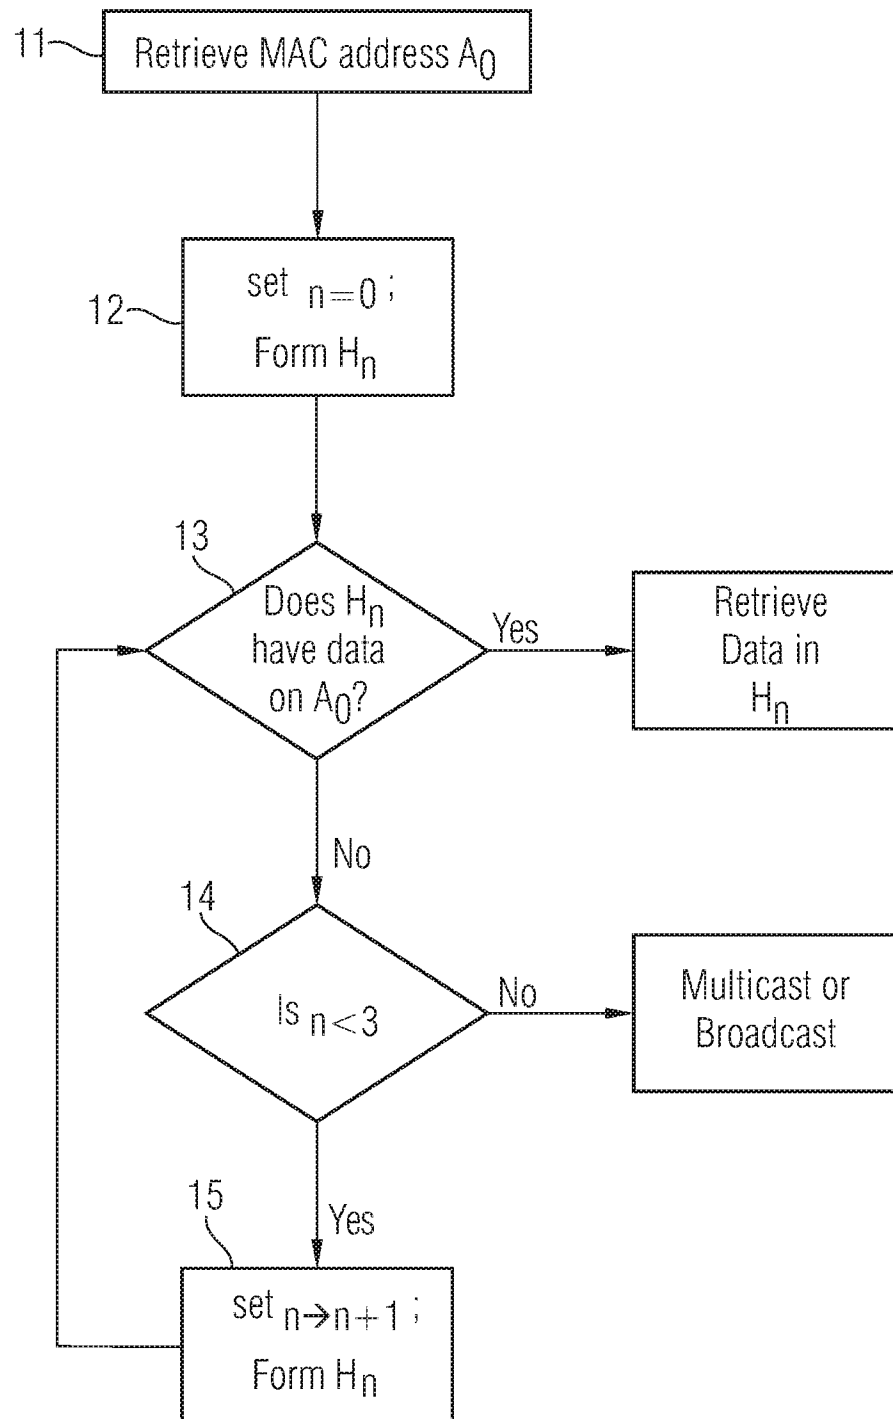 11
Retrieve MAC address A0
12
set n=0 ;
Form Hn
13
Does Hn
have data
on A0?
Yes
Retrieve
Data in
Hn
No
14
Is n<3
No
Multicast or
Broadcast
15
Yes
set n→n+1 ;
Form Hn